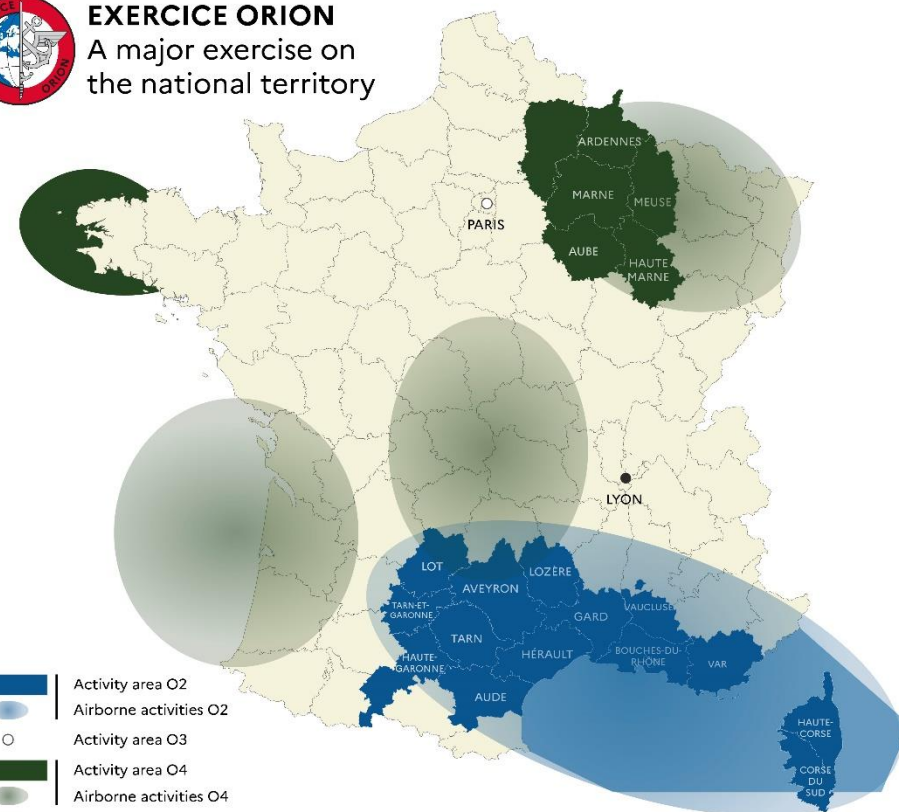 EXERCICE ORION
A major exercise on
the national territory
ORION
ARDENNES
MARNE
MEUSE
PARIS
AUBE
HAUTE
MARNE
LYON
LOT
LOZÈRE
AVEYRON
TARN-ET-
GARONNE
GARD
VAUCLUSE
TARN
HÉRAULT
BOUCHES-DU-
RHÔNE
VAR
HAUTE-
GARONNE
AUDE
HAUTE-
CORSE
CORSE
DU
SUD
Activity area O2
Airborne activities O2
Activity area O3
Activity area O4
Airborne activities O4